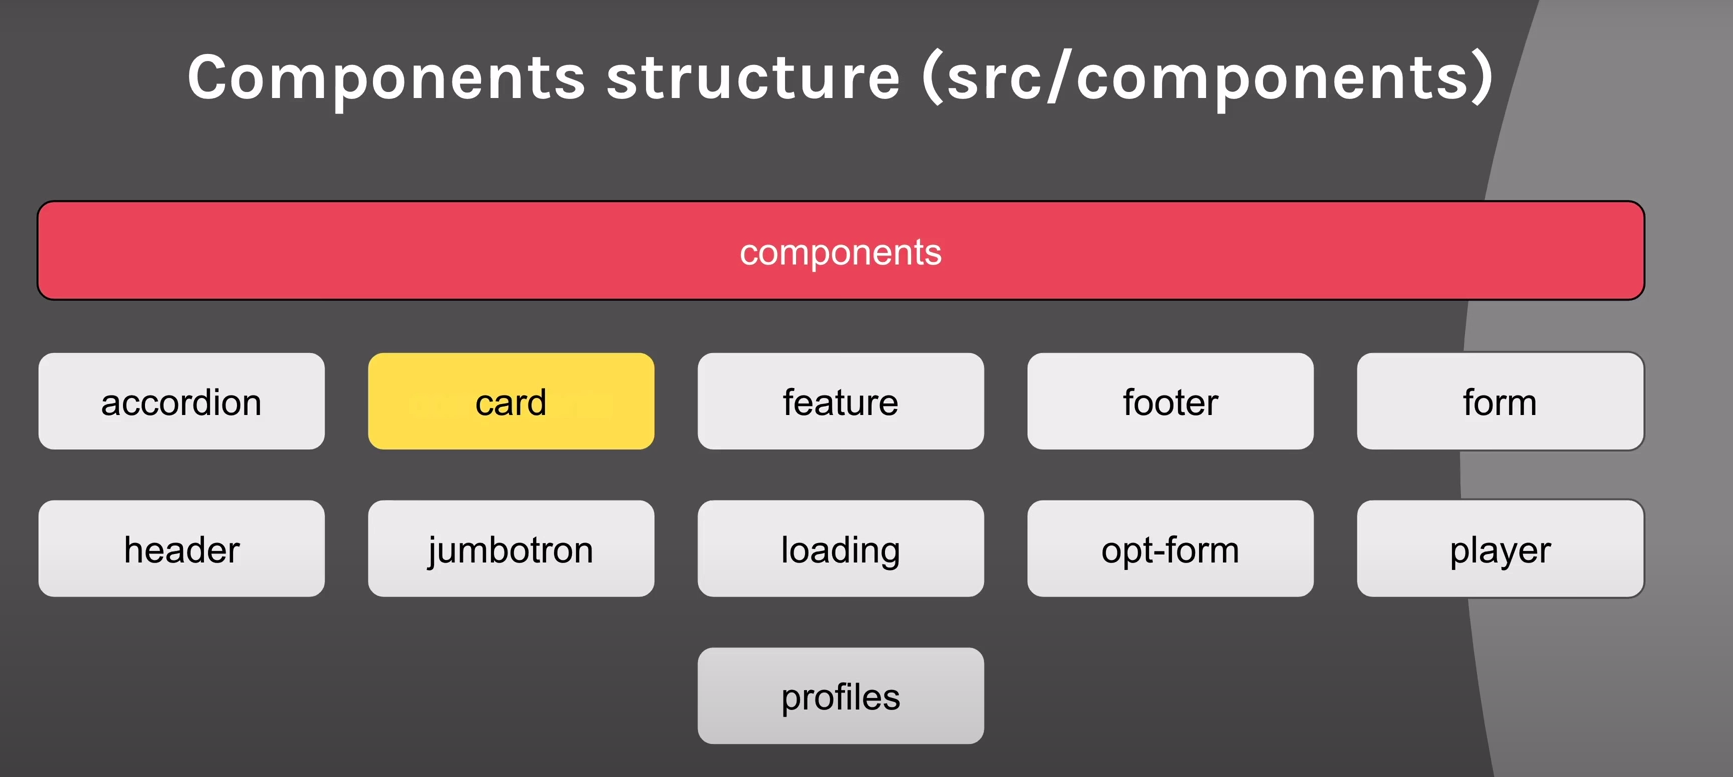 Components structure (src/components)
components
accordion
card
feature
footer
form
header
jumbotron
loading
opt-form
player
profiles